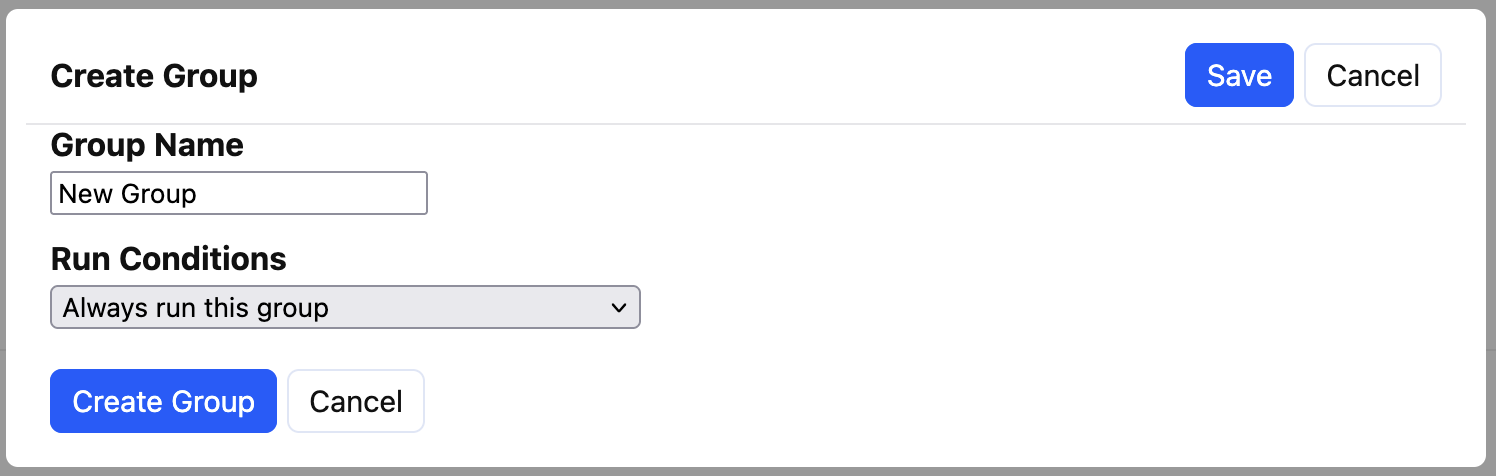 Create Group
Save
Cancel
Group Name
New Group
Run Conditions
Always run this group
Create Group
Cancel